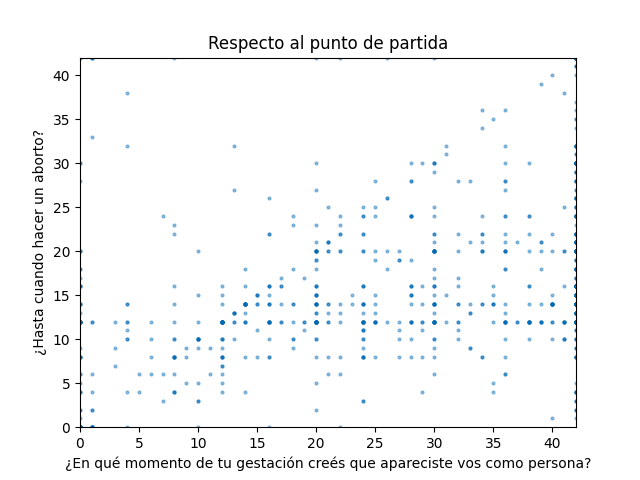 Respecto al punto de partida
¿Hasta cuando hacer un aborto?
40
35
30
25
20
15
10
5
0
0 5 10 15 20 25 30 35 40
¿En qué momento de tu gestación creés que apareciste vos como persona?